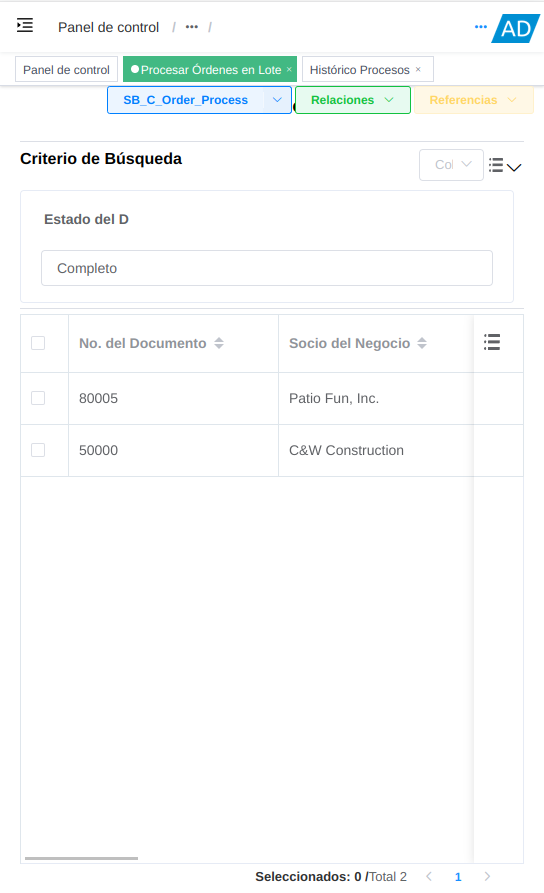 Panel de control / ••• / ••• AD
Panel de control Procesar Órdenes en Lote × Histórico Procesos ×
SB_C_Order_Process Relaciones Referencias
Criterio de Búsqueda
Estado del D
Completo
No. del Documento Socio del Negocio
80005 Patio Fun, Inc.
50000 C&W Construction
Seleccionados: 0 /Total 2 < 1 >